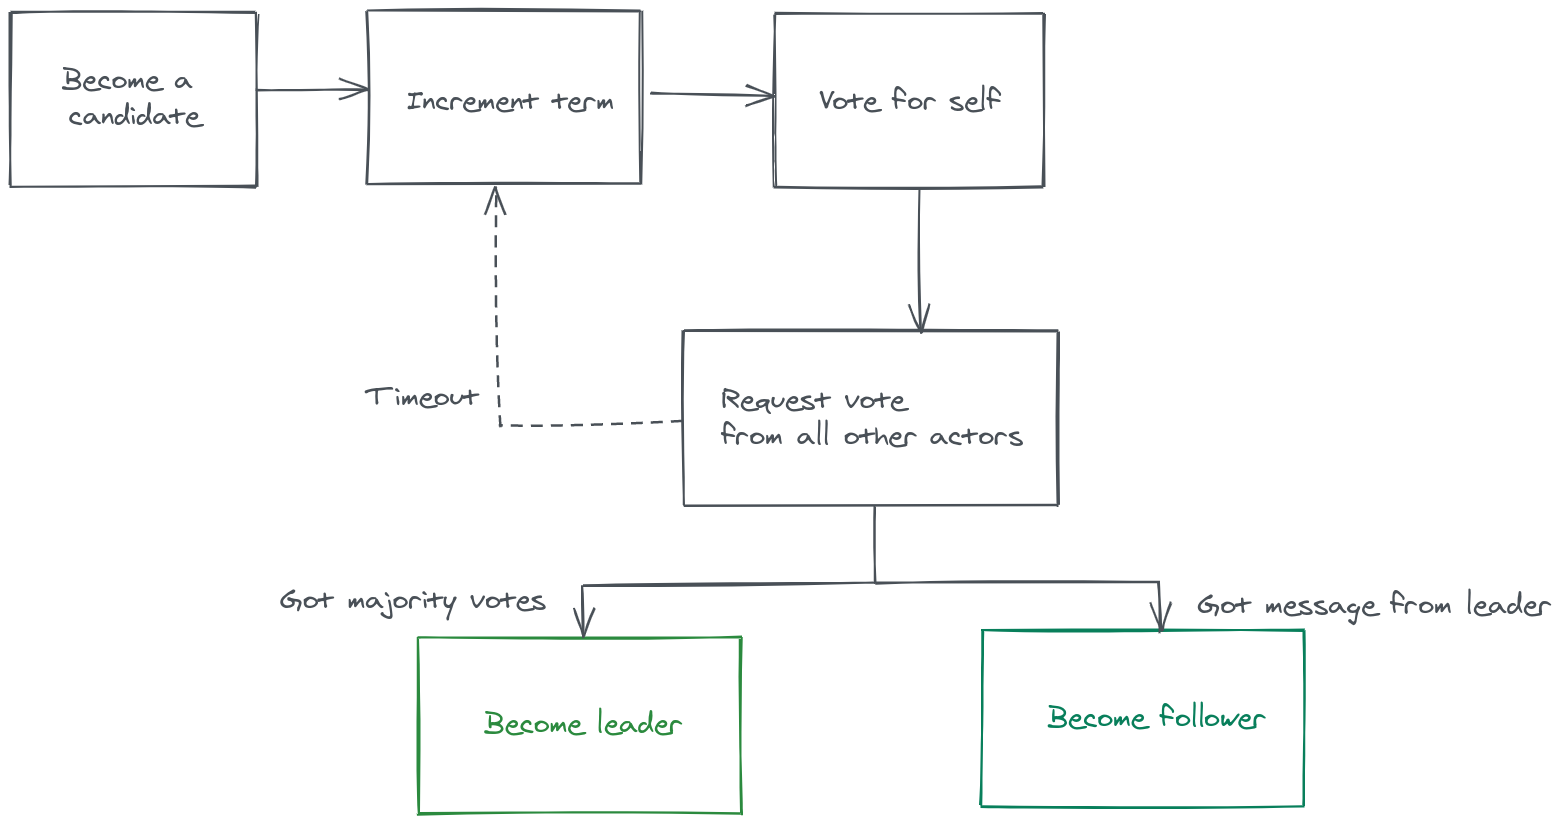 Become a
candidate
Increment term
Vote for self
Timeout
Request vote
from all other actors
Got majority votes
Got message from leader
Become leader
Become follower